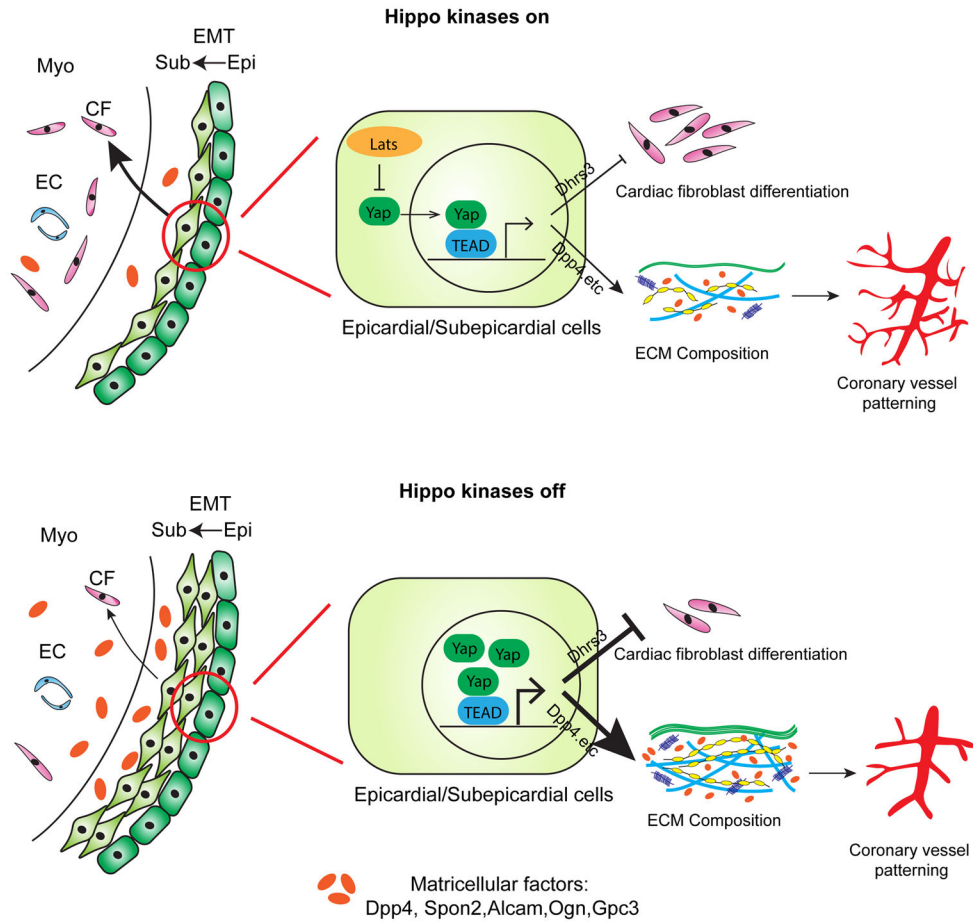 Hippo kinases on
EMT
Sub Epi
Myo
CF
EC
Lats
Yap
Yap
TEAD
Dhrs3
Dpp4.etc
Epicardial/Subepicardial cells
Cardiac fibroblast differentiation
ECM Composition
Coronary vessel
patterning
Hippo kinases off
EMT
Sub Epi
Myo
CF
EC
Yap
Yap
Yap
TEAD
Dhrs3
Dpp4.etc
Epicardial/Subepicardial cells
Cardiac fibroblast differentiation
ECM Composition
Coronary vessel
patterning
Matricellular factors:
Dpp4, Spon2,Alcam,Ogn,Gpc3